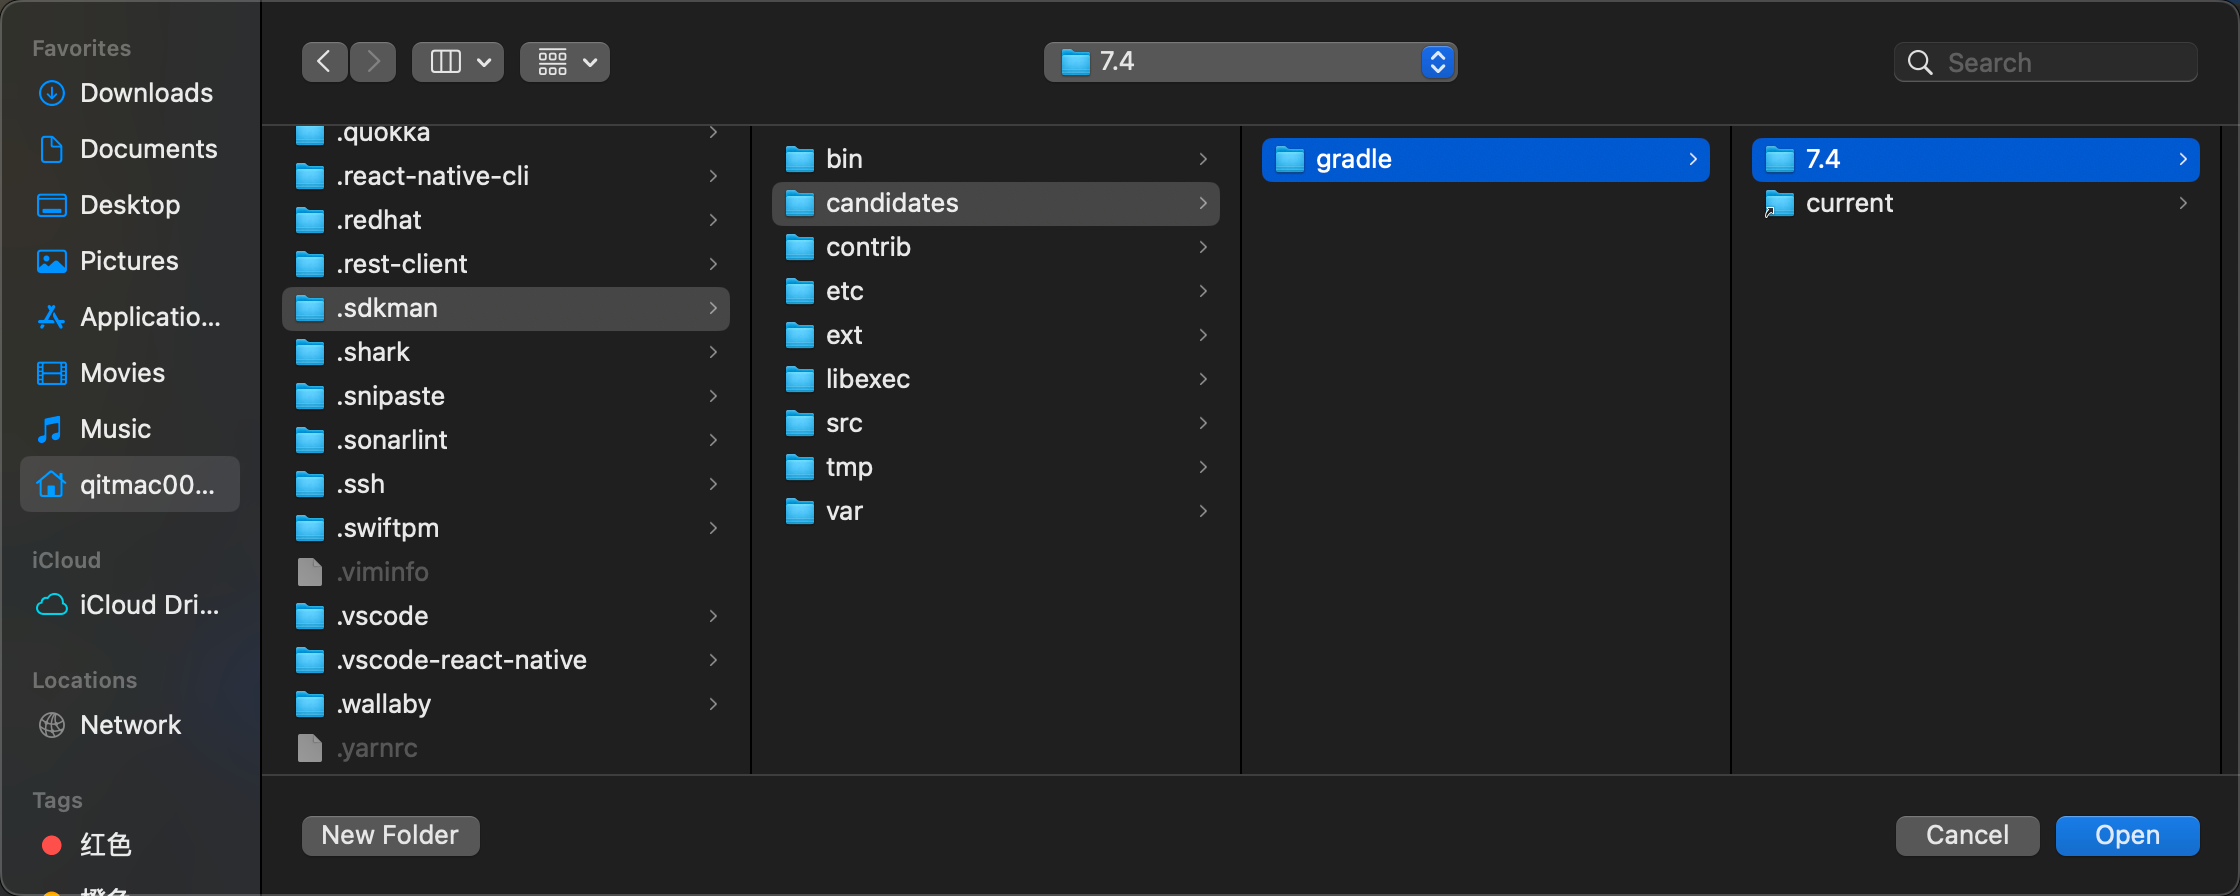 Favorites
Downloads
Documents
Desktop
Pictures
Applicatio...
Movies
Music
qitmac00...
iCloud
iCloud Dri...
Locations
Network
Tags
红色
橙色
7.4
Search
.quokka
.react-native-cli
.redhat
.rest-client
.sdkman
.shark
.snipaste
.sonarlint
.ssh
.swiftpm
.viminfo
.vscode
.vscode-react-native
.wallaby
.yarnrc
bin
candidates
contrib
etc
ext
libexec
src
tmp
var
gradle
7.4
current
New Folder
Cancel
Open